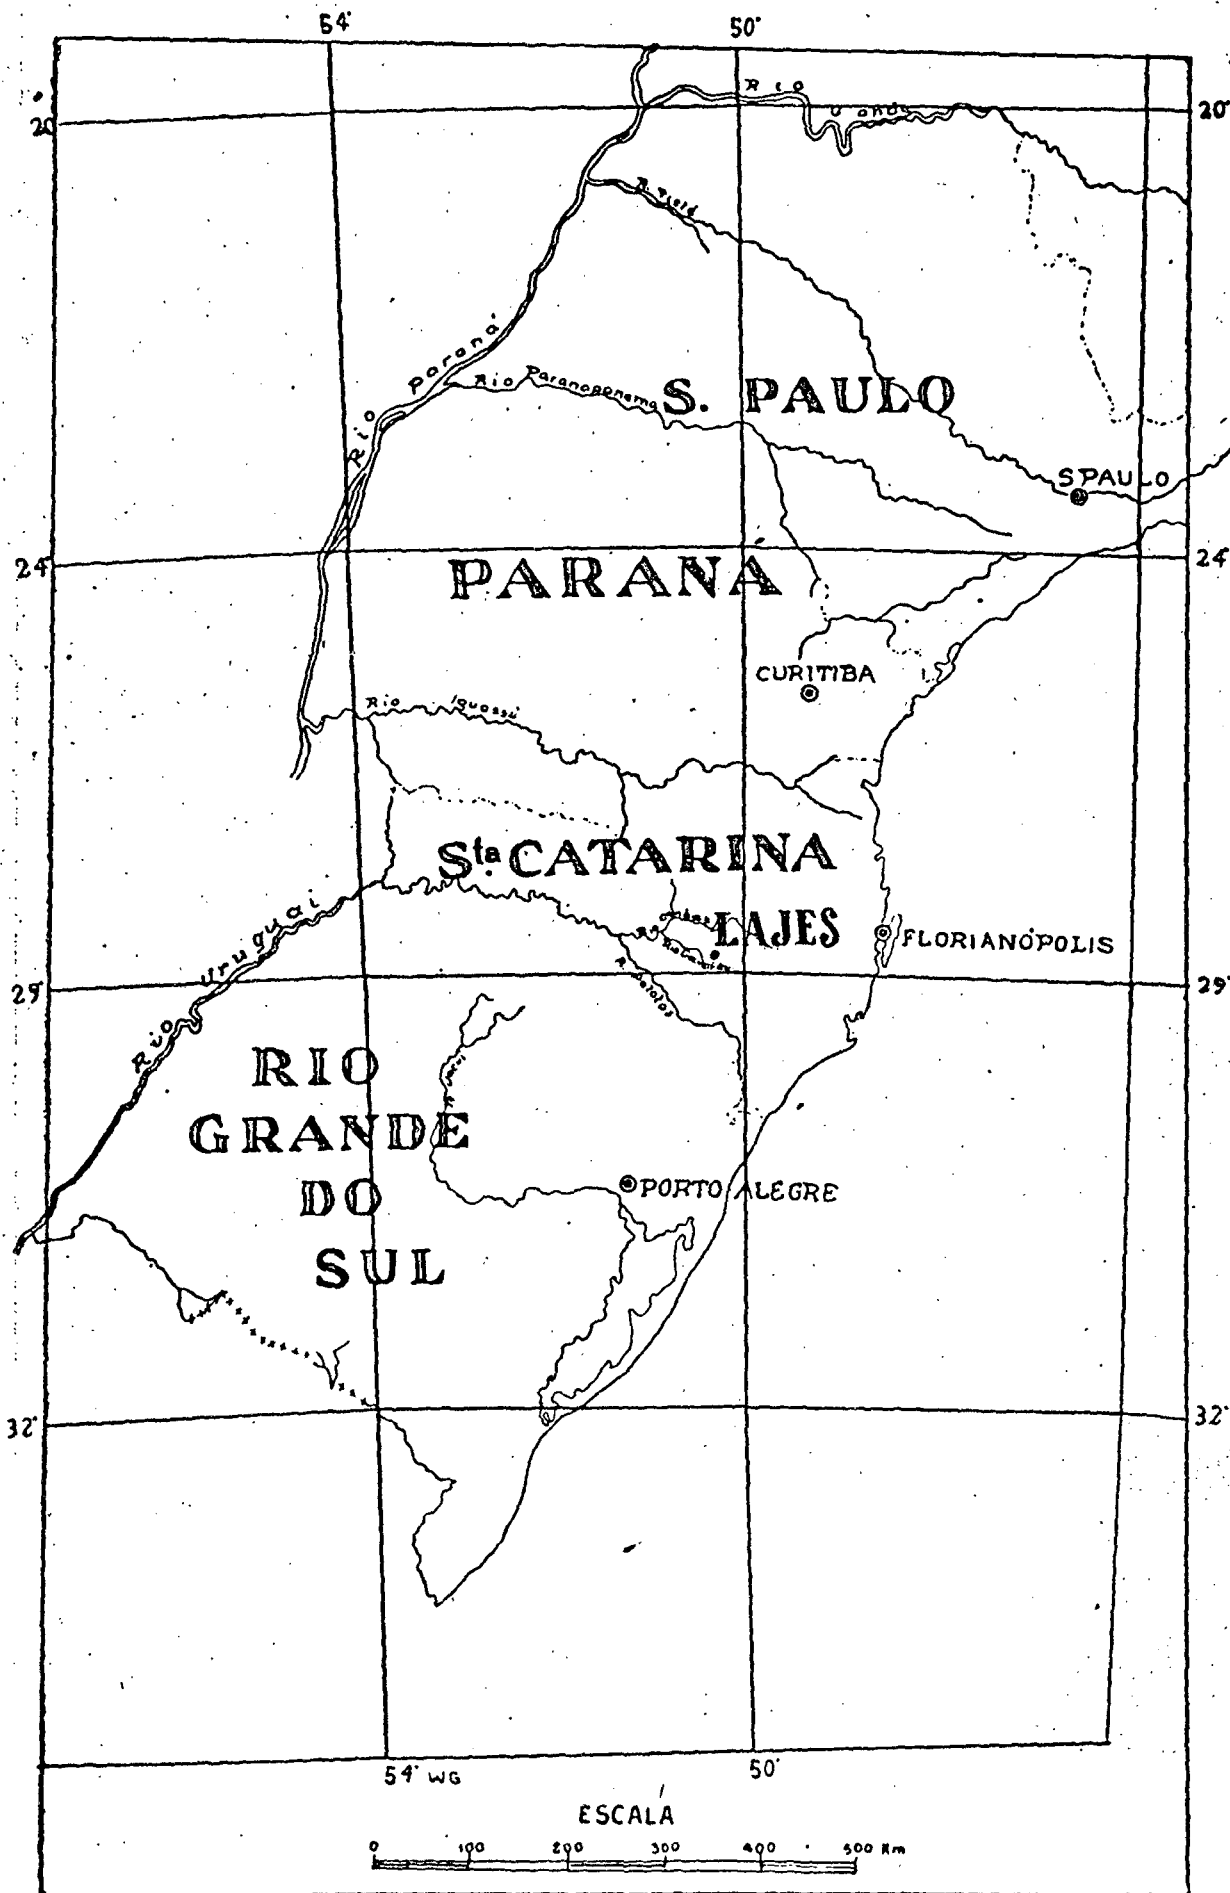 54° 50°
20° 20°
Rio
R. Tietê
Rio Paraná
Rio Paranapanema
S. PAULO
S PAULO
24° 24°
PARANÁ
CURITIBA
Rio Iguassú
Sta. CATARINA
LAJES
FLORIANÓPOLIS
Rio Uruguai
R. Pelotas
29° 29°
RIO
GRANDE
DO
SUL
PORTO ALEGRE
32° 32°
54° WG 50°
ESCALA
0 100 200 300 400 500 Km